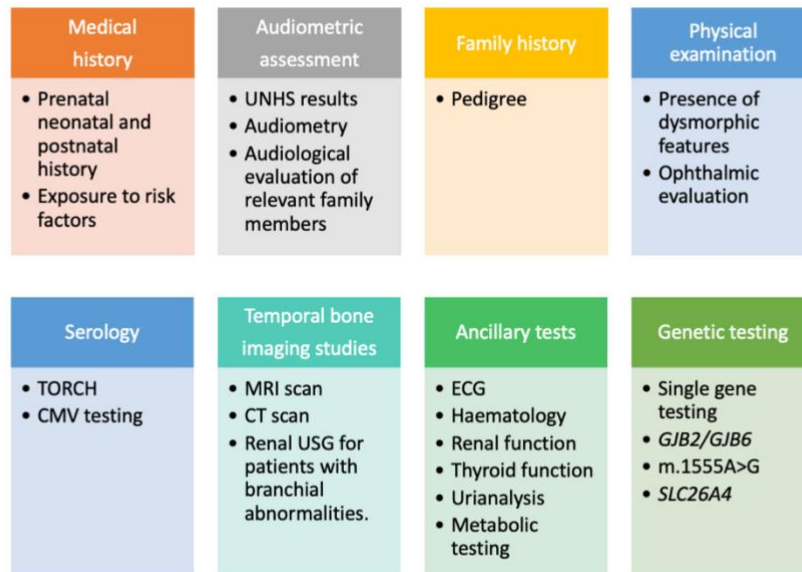 Medical
history
• Prenatal
neonatal and
postnatal
history
• Exposure to risk
factors
Audiometric
assessment
• UNHS results
• Audiometry
• Audiological
evaluation of
relevant family
members
Family history
• Pedigree
Physical
examination
• Presence of
dysmorphic
features
• Ophthalmic
evaluation
Serology
• TORCH
• CMV testing
Temporal bone
imaging studies
• MRI scan
• CT scan
• Renal USG for
patients with
branchial
abnormalities.
Ancillary tests
• ECG
• Haematology
• Renal function
• Thyroid function
• Urianalysis
• Metabolic
testing
Genetic testing
• Single gene
testing
• GJB2/GJB6
• m.1555A>G
• SLC26A4